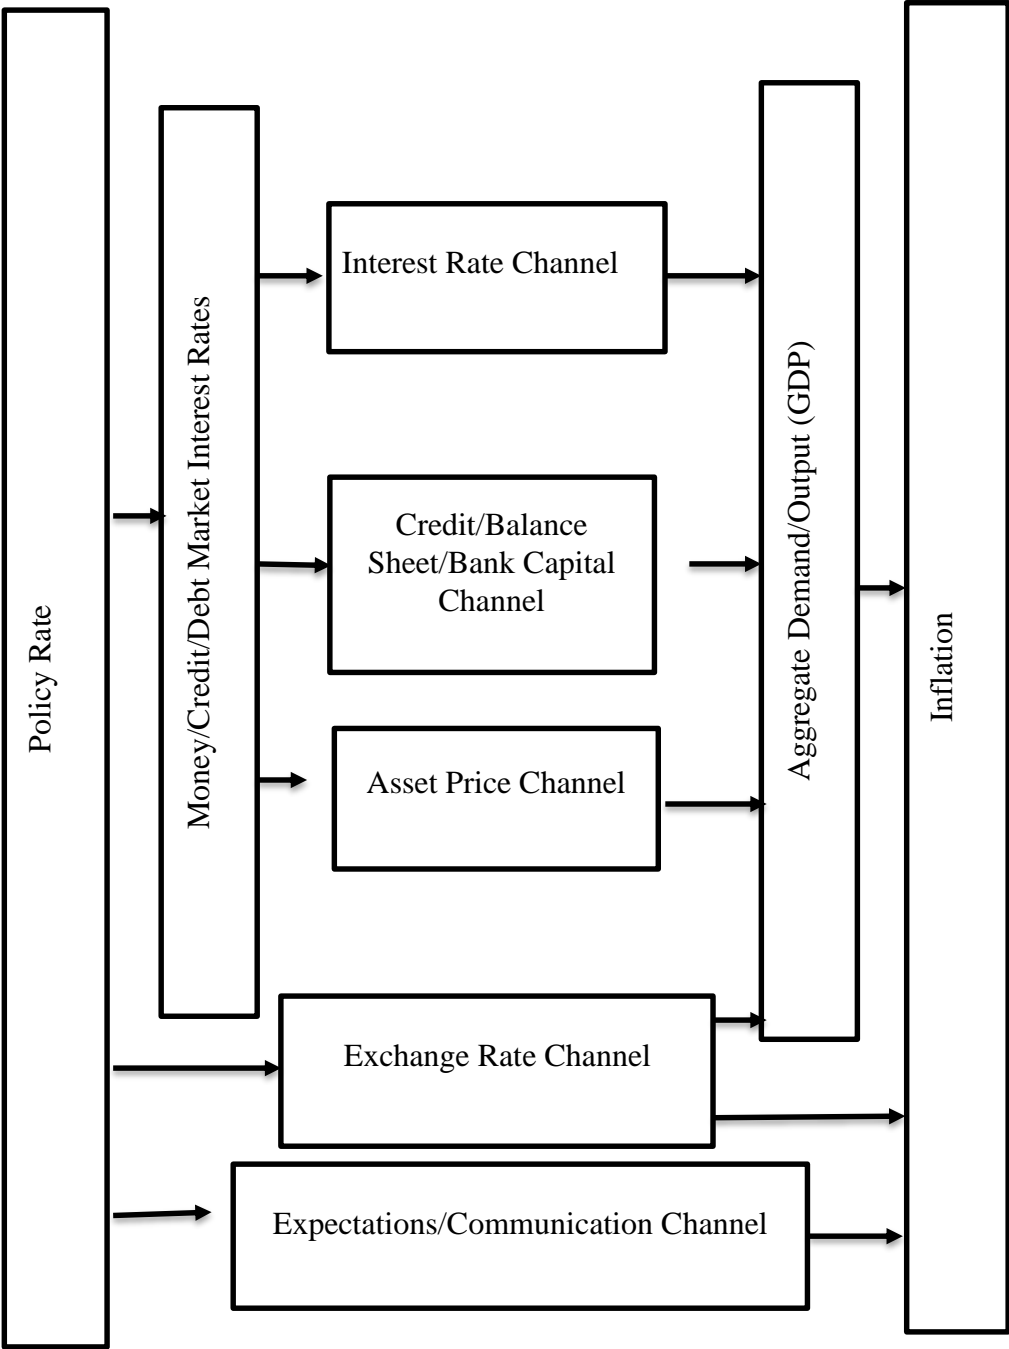 Policy Rate
Money/Credit/Debt Market Interest Rates
Interest Rate Channel
Credit/Balance
Sheet/Bank Capital
Channel
Asset Price Channel
Exchange Rate Channel
Expectations/Communication Channel
Aggregate Demand/Output (GDP)
Inflation